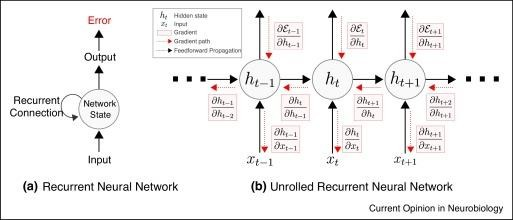 Error
Output
Recurrent
Connection
Network
State
Input
(a) Recurrent Neural Network
h_t Hidden state
x_t Input
Gradient
Gradient path
Feedforward Propagation
∂ℰ_{t−1}/∂h_{t−1} ∂ℰ_t/∂h_t ∂ℰ_{t+1}/∂h_{t+1}
h_{t−1} h_t h_{t+1}
∂h_{t−1}/∂h_{t−2} ∂h_t/∂h_{t−1} ∂h_{t+1}/∂h_t ∂h_{t+2}/∂h_{t+1}
∂h_{t−1}/∂x_{t−1} ∂h_t/∂x_t ∂h_{t+1}/∂x_{t+1}
x_{t−1} x_t x_{t+1}
(b) Unrolled Recurrent Neural Network
Current Opinion in Neurobiology